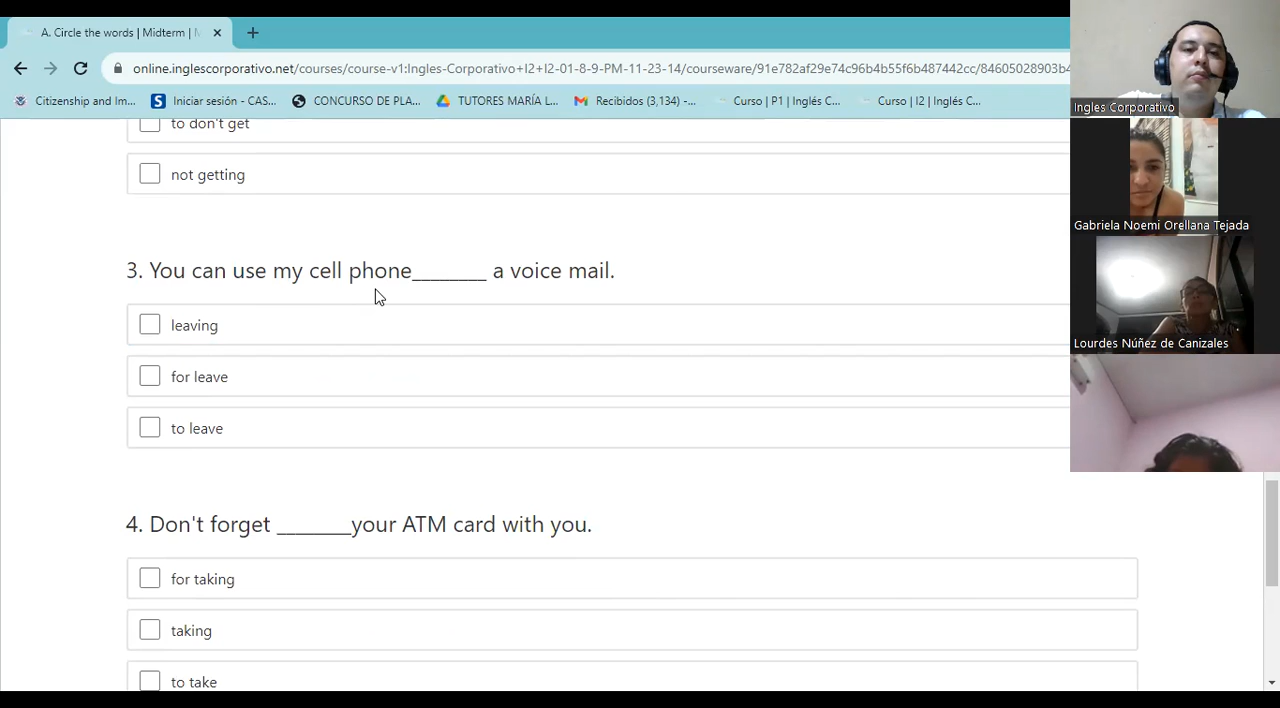 A. Circle the words | Midterm |
online.inglescorporativo.net/courses/course-v1:Ingles-Corporativo+I2+I2-01-8-9-PM-11-23-14/courseware/91e782af29e74c96b4b55f6b487442cc/84605028903b4
Citizenship and Im... Iniciar sesión - CAS... CONCURSO DE PLA... TUTORES MARÍA L... Recibidos (3,134) -... Curso | P1 | Inglés C... Curso | I2 | Inglés C...
to don't get
not getting
3. You can use my cell phone________ a voice mail.
leaving
for leave
to leave
4. Don't forget ________your ATM card with you.
for taking
taking
to take
Ingles Corporativo
Gabriela Noemi Orellana Tejada
Lourdes Núñez de Canizales